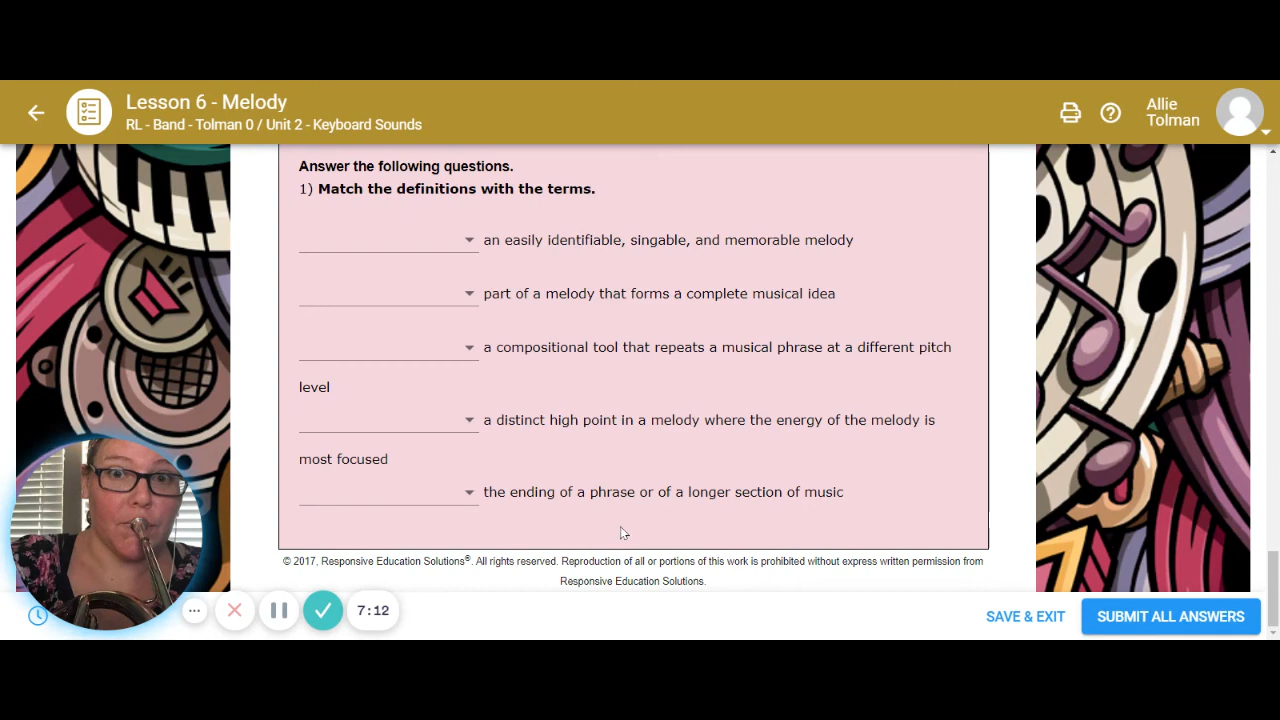 Lesson 6 - Melody
RL - Band - Tolman 0 / Unit 2 - Keyboard Sounds
Allie
Tolman
Answer the following questions.
1) Match the definitions with the terms.
an easily identifiable, singable, and memorable melody
part of a melody that forms a complete musical idea
a compositional tool that repeats a musical phrase at a different pitch
level
a distinct high point in a melody where the energy of the melody is
most focused
the ending of a phrase or of a longer section of music
© 2017, Responsive Education Solutions®. All rights reserved. Reproduction of all or portions of this work is prohibited without express written permission from
Responsive Education Solutions.
7:12
SAVE & EXIT
SUBMIT ALL ANSWERS